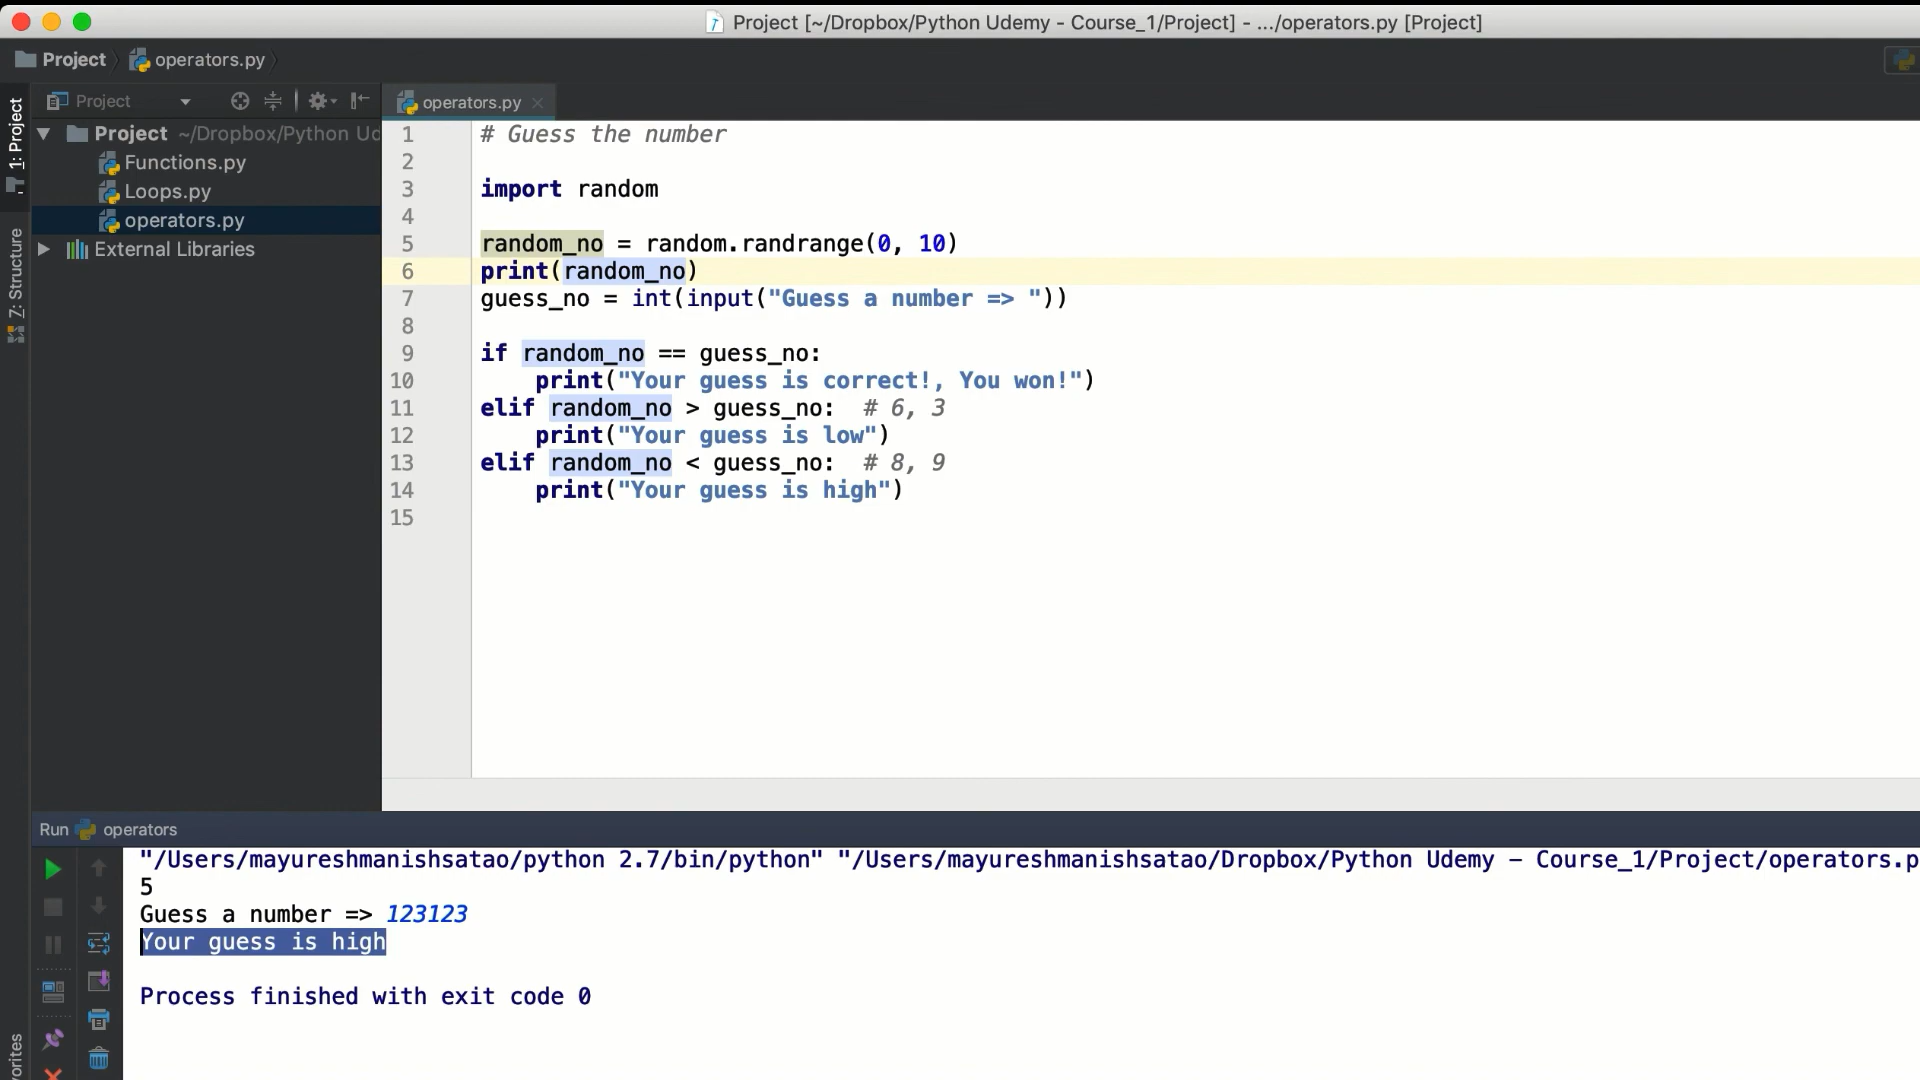 Project [~/Dropbox/Python Udemy - Course_1/Project] - .../operators.py [Project]
Project
operators.py
1: Project
Z: Structure
Project
Project ~/Dropbox/Python Ud
Functions.py
Loops.py
operators.py
External Libraries
operators.py
1 # Guess the number
2
3 import random
4
5 random_no = random.randrange(0, 10)
6 print(random_no)
7 guess_no = int(input("Guess a number => "))
8
9 if random_no == guess_no:
10     print("Your guess is correct!, You won!")
11 elif random_no > guess_no:  # 6, 3
12     print("Your guess is low")
13 elif random_no < guess_no:  # 8, 9
14     print("Your guess is high")
15
Run operators
"/Users/mayureshmanishsatao/python 2.7/bin/python" "/Users/mayureshmanishsatao/Dropbox/Python Udemy – Course_1/Project/operators.p
5
Guess a number => 123123
Your guess is high
Process finished with exit code 0
vorites